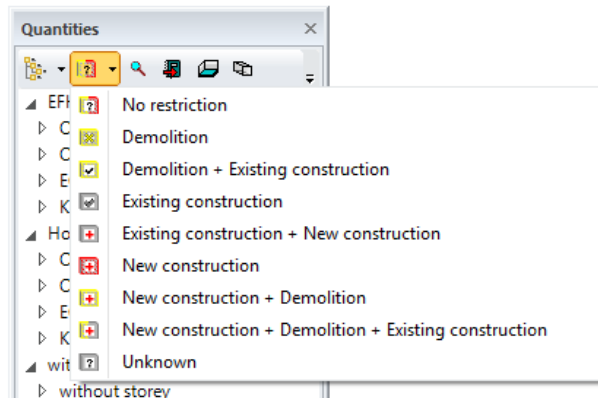 Quantities
EFH
No restriction
Demolition
Demolition + Existing construction
Existing construction
Existing construction + New construction
New construction
New construction + Demolition
New construction + Demolition + Existing construction
Unknown
without storey